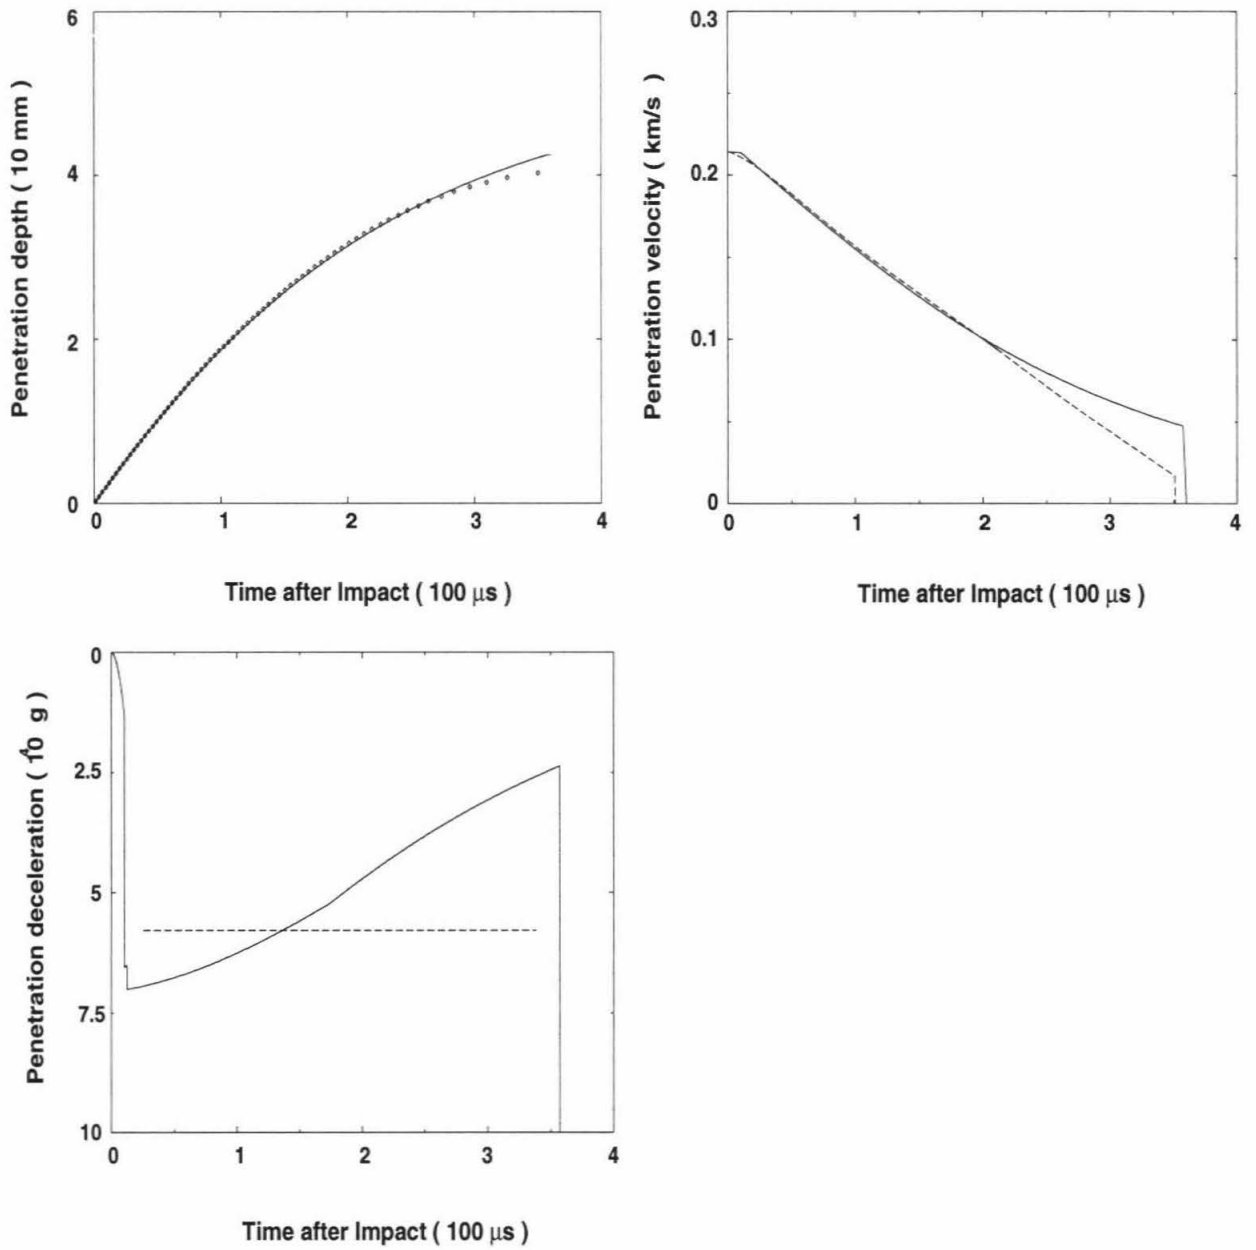 Penetration depth ( 10 mm )
6
4
2
0
0 1 2 3 4
Time after Impact ( 100 μs )
Penetration velocity ( km/s )
0.3
0.2
0.1
0
0 1 2 3 4
Time after Impact ( 100 μs )
Penetration deceleration ( 10⁴ g )
0
2.5
5
7.5
10
0 1 2 3 4
Time after Impact ( 100 μs )